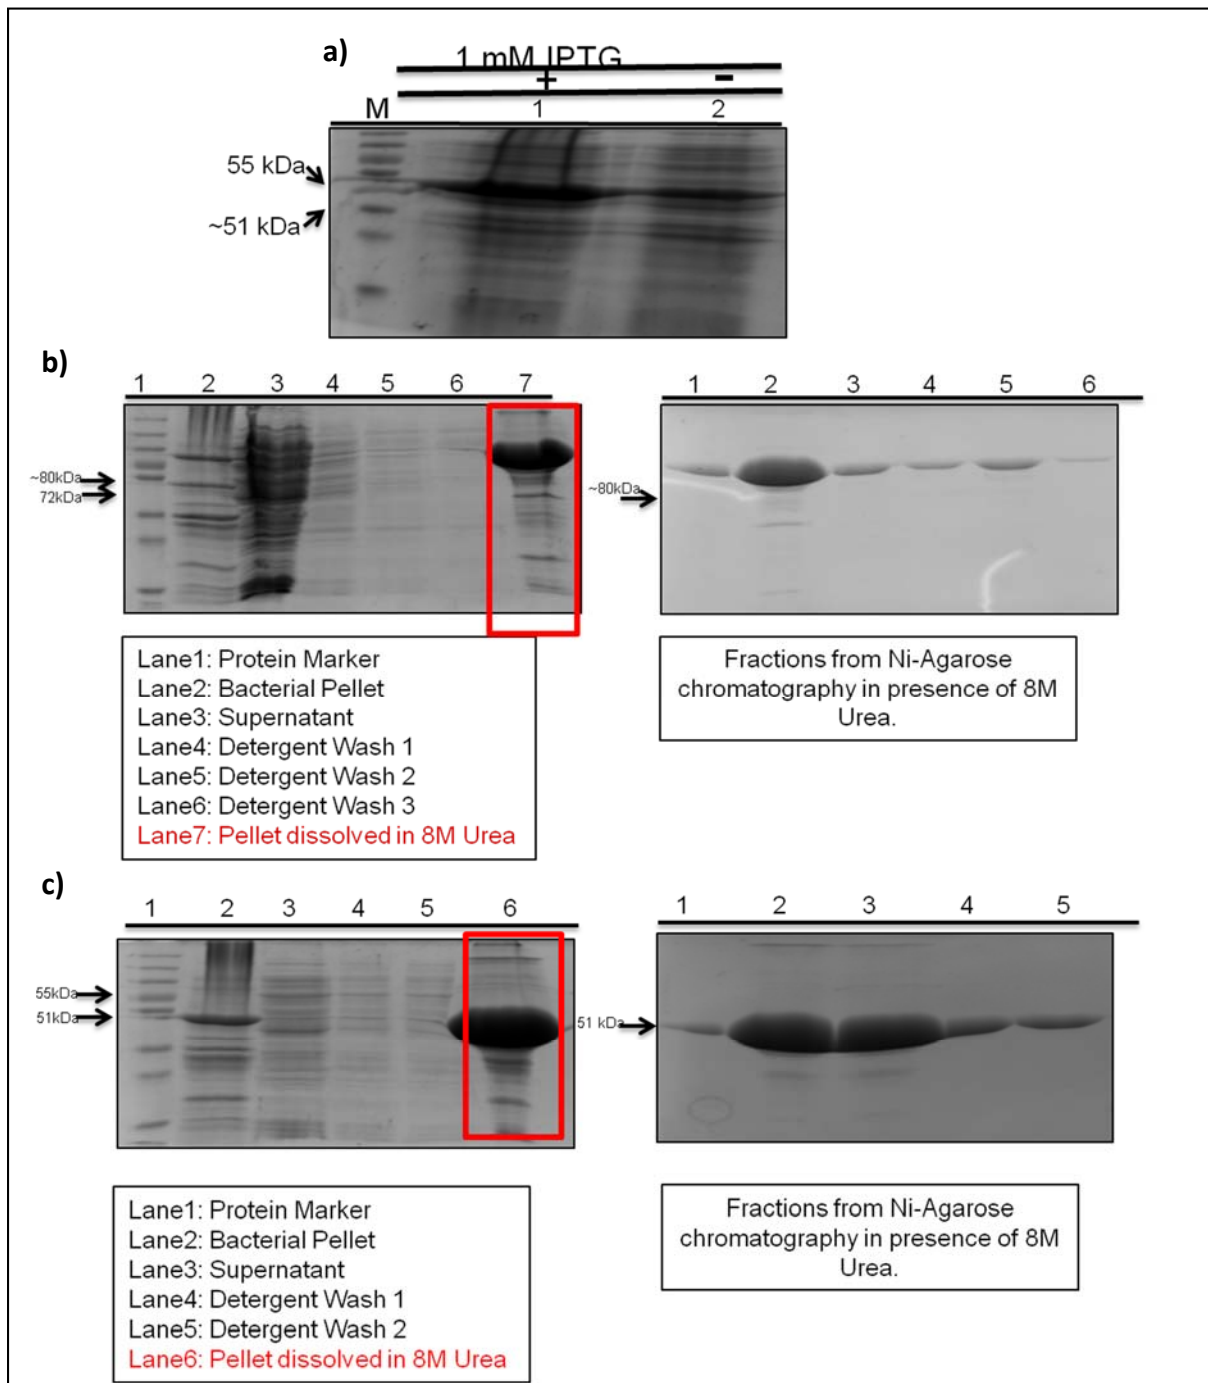 a)
1 mM IPTG
+ -
M 1 2
55 kDa
~51 kDa
b)
1 2 3 4 5 6 7
1 2 3 4 5 6
~80kDa
72kDa
~80kDa
Lane1: Protein Marker
Lane2: Bacterial Pellet
Lane3: Supernatant
Lane4: Detergent Wash 1
Lane5: Detergent Wash 2
Lane6: Detergent Wash 3
Lane7: Pellet dissolved in 8M Urea
Fractions from Ni-Agarose
chromatography in presence of 8M
Urea.
c)
1 2 3 4 5 6
1 2 3 4 5
55kDa
51kDa
51 kDa
Lane1: Protein Marker
Lane2: Bacterial Pellet
Lane3: Supernatant
Lane4: Detergent Wash 1
Lane5: Detergent Wash 2
Lane6: Pellet dissolved in 8M Urea
Fractions from Ni-Agarose
chromatography in presence of 8M
Urea.